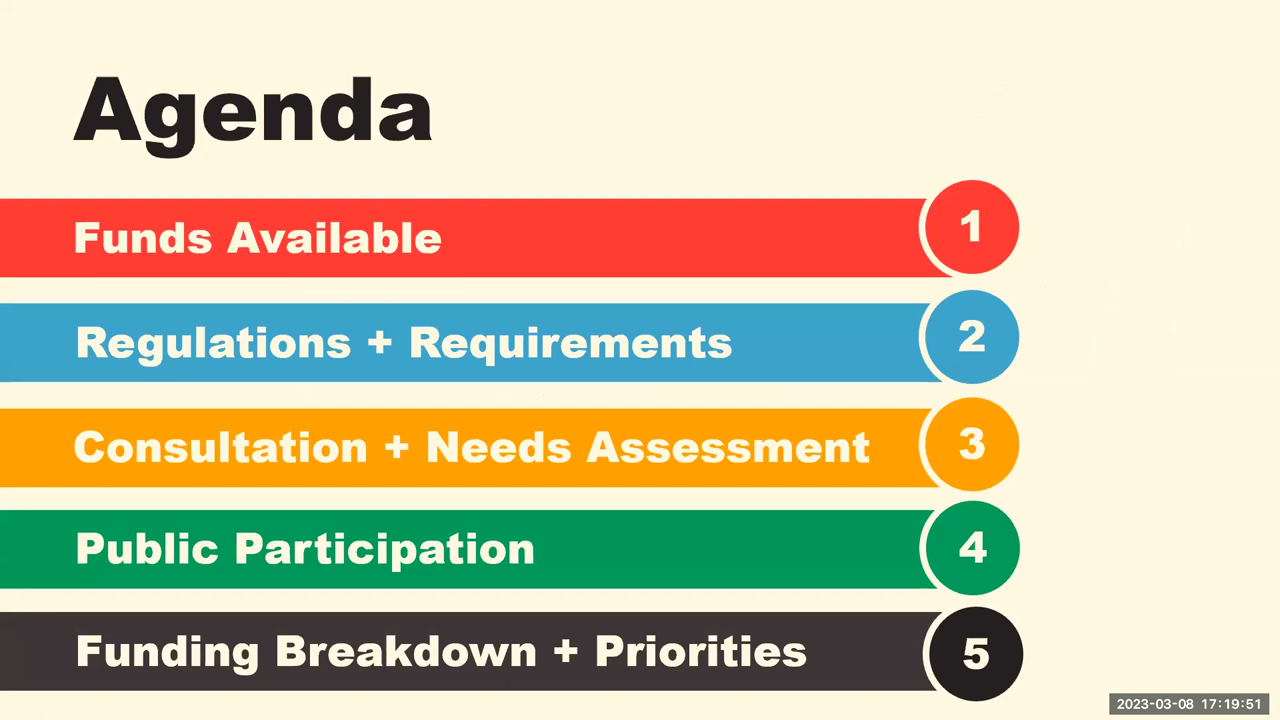 Agenda
Funds Available 1
Regulations + Requirements 2
Consultation + Needs Assessment 3
Public Participation 4
Funding Breakdown + Priorities 5
2023-03-08 17:19:51